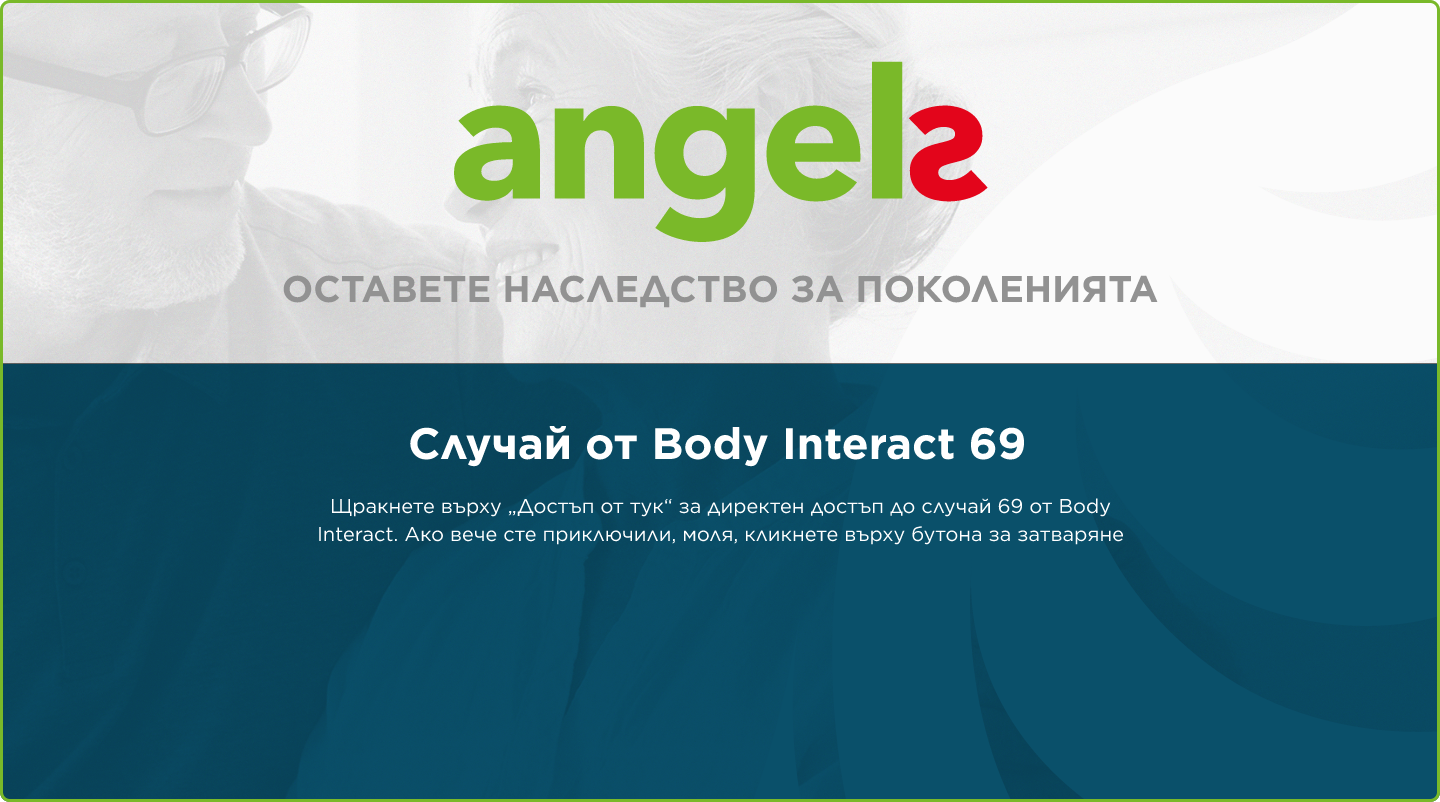 angels
ОСТАВЕТЕ НАСЛЕДСТВО ЗА ПОКОЛЕНИЯТА
Случай от Body Interact 69
Щракнете върху „Достъп от тук“ за директен достъп до случай 69 от Body
Interact. Ако вече сте приключили, моля, кликнете върху бутона за затваряне